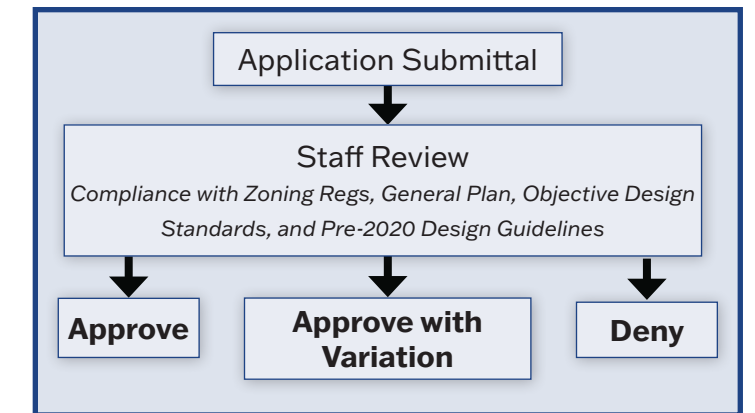 Application Submittal
Staff Review
Compliance with Zoning Regs, General Plan, Objective Design
Standards, and Pre-2020 Design Guidelines
Approve
Approve with
Variation
Deny